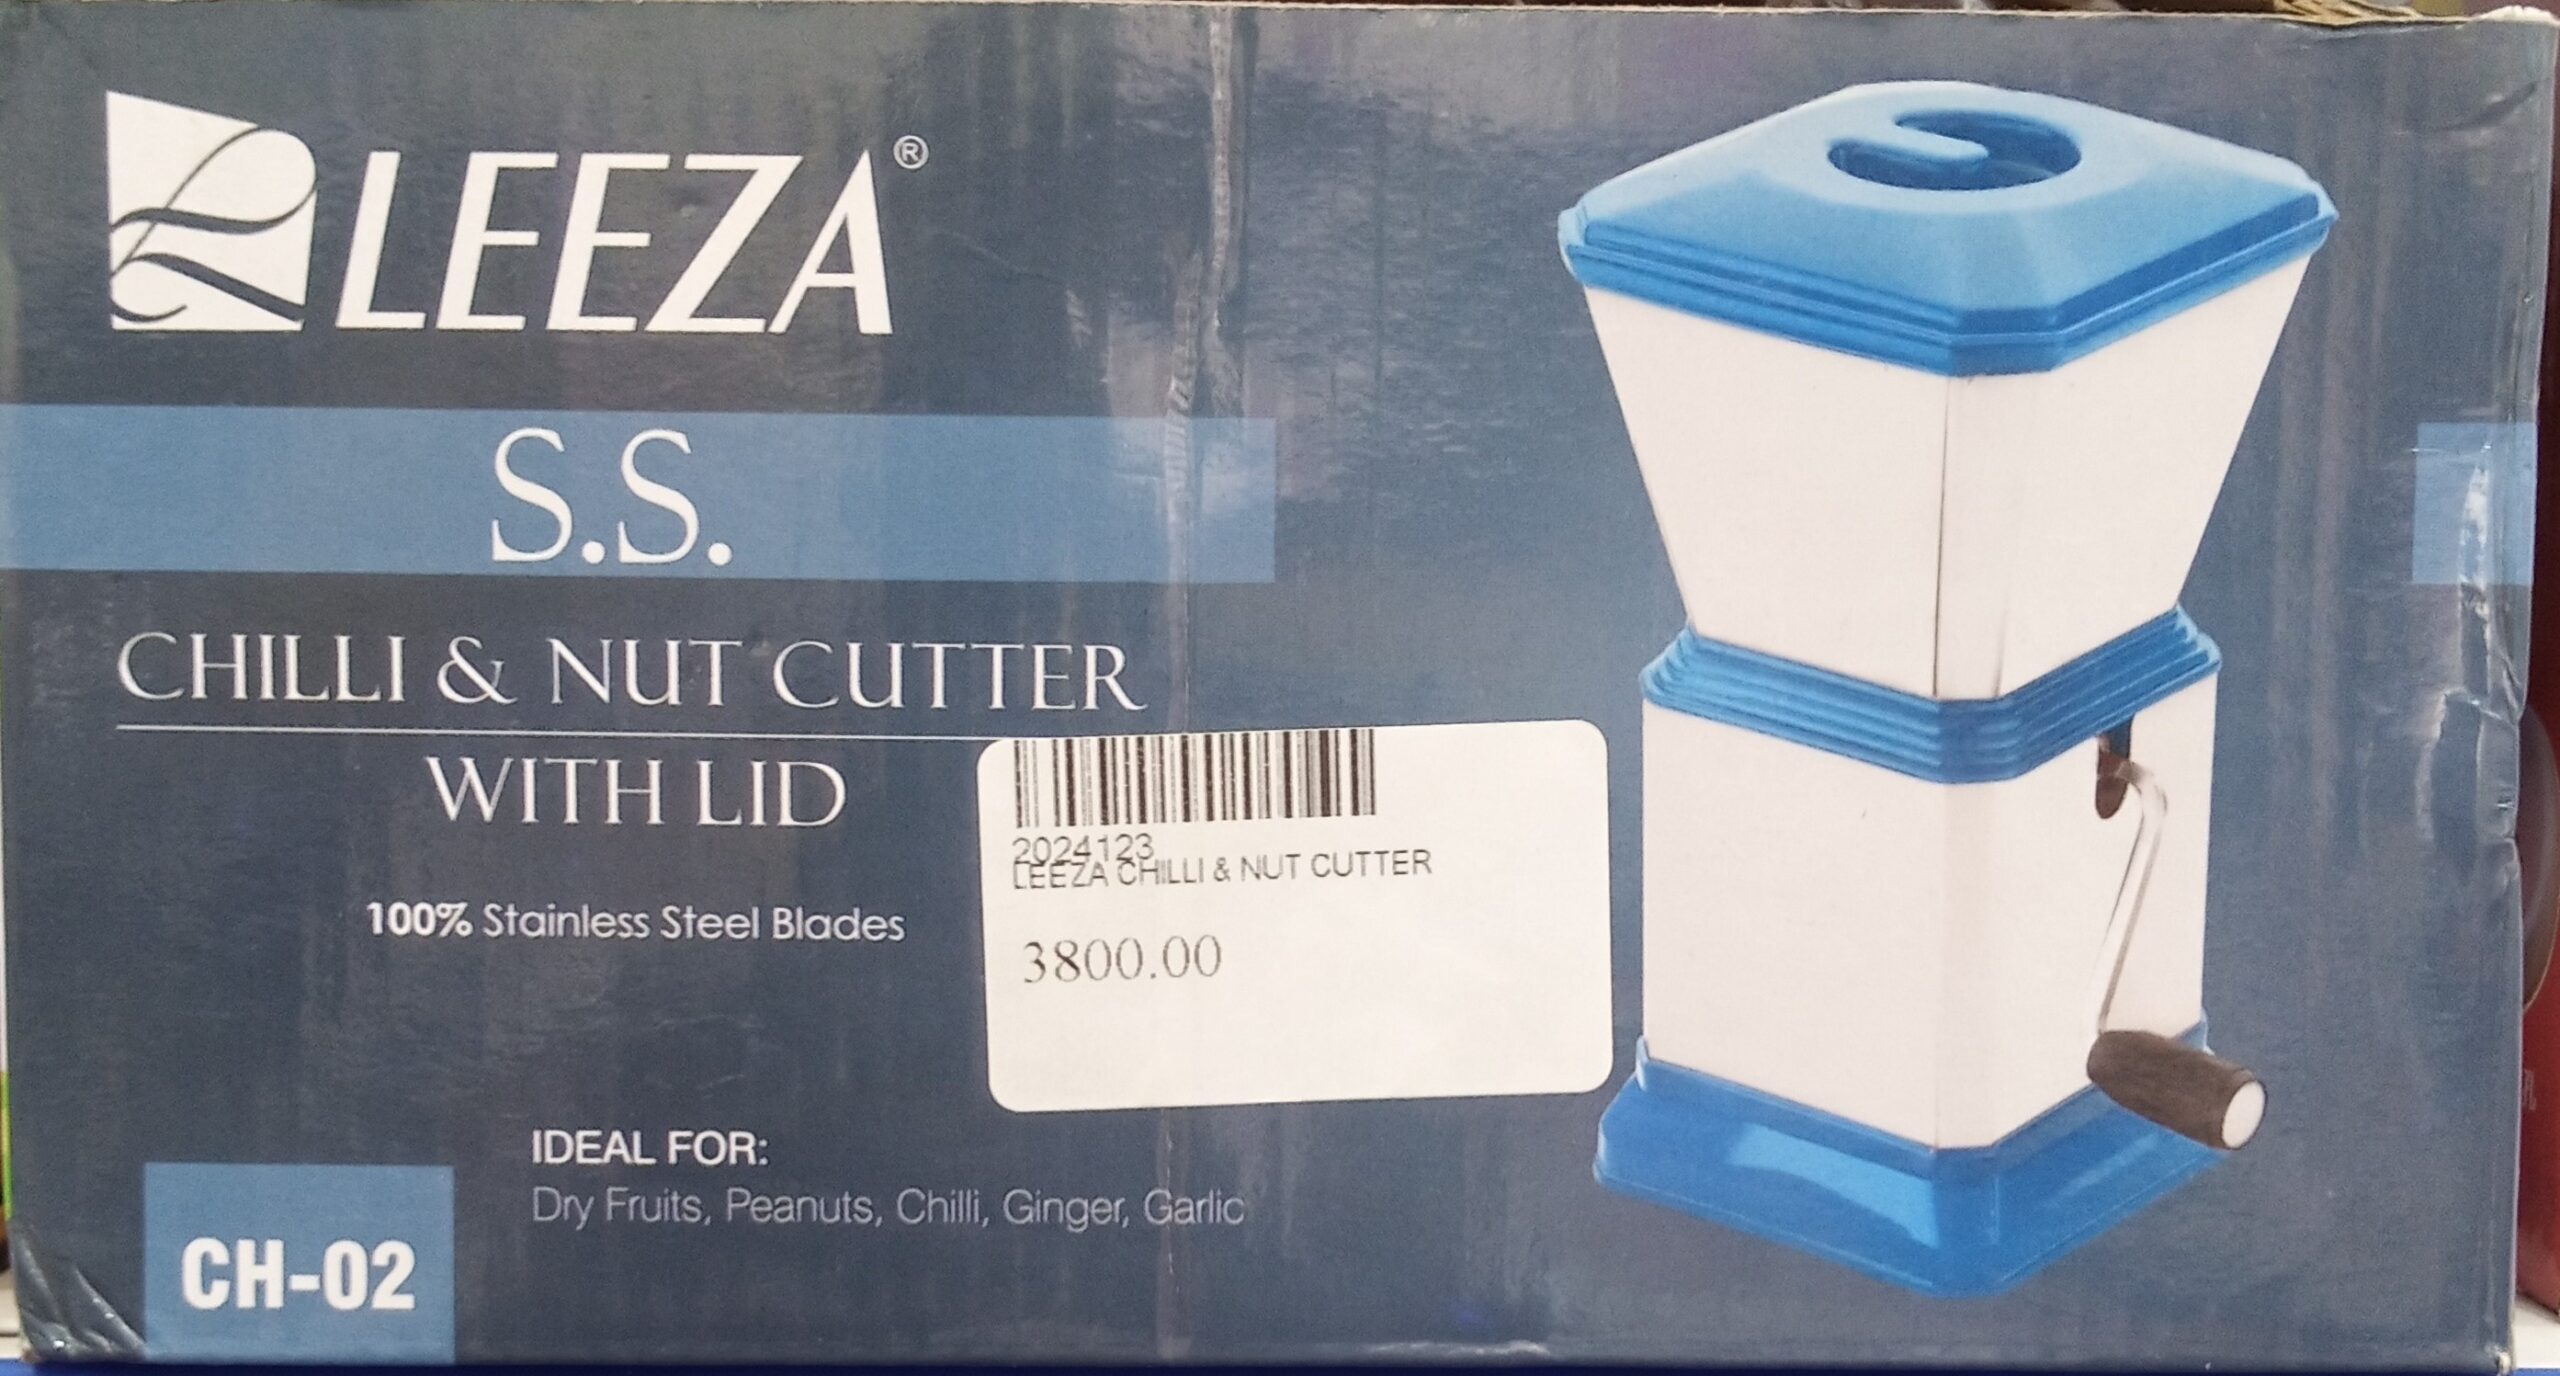 LEEZA®
S.S.
CHILLI & NUT CUTTER
WITH LID
100% Stainless Steel Blades
2024123
LEEZA CHILLI & NUT CUTTER
3800.00
IDEAL FOR:
Dry Fruits, Peanuts, Chilli, Ginger, Garlic
CH-02